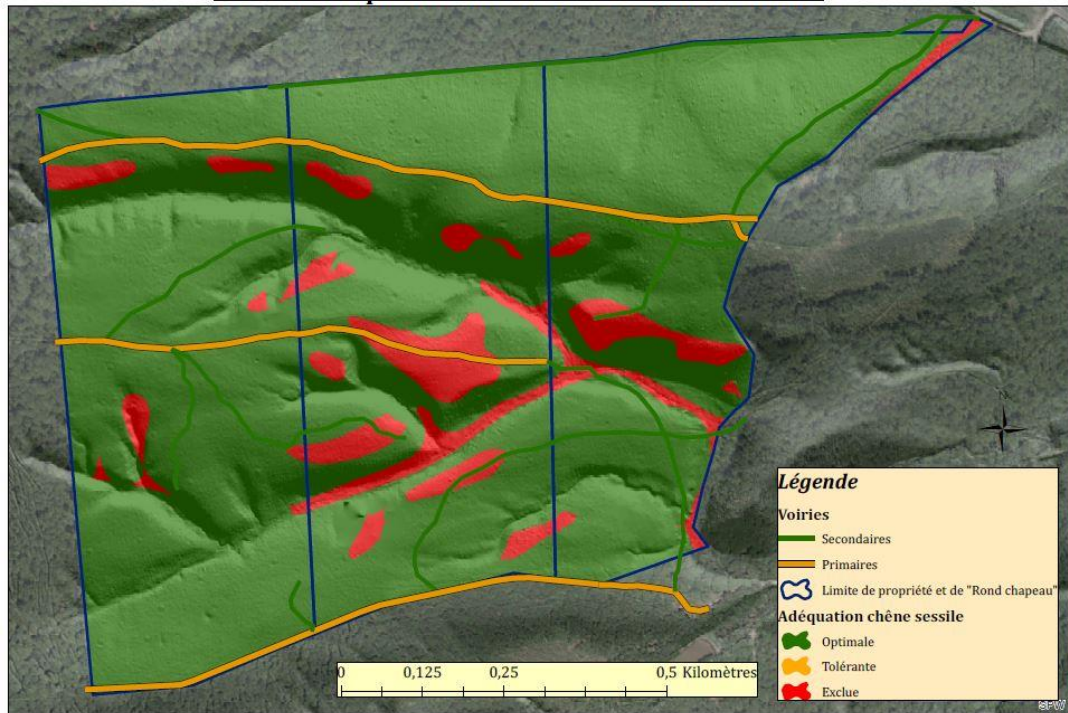 N
Légende
Voiries
Secondaires
Primaires
Limite de propriété et de "Rond chapeau"
Adéquation chêne sessile
Optimale
Tolérante
Exclue
0 0,125 0,25 0,5 Kilomètres
SPW